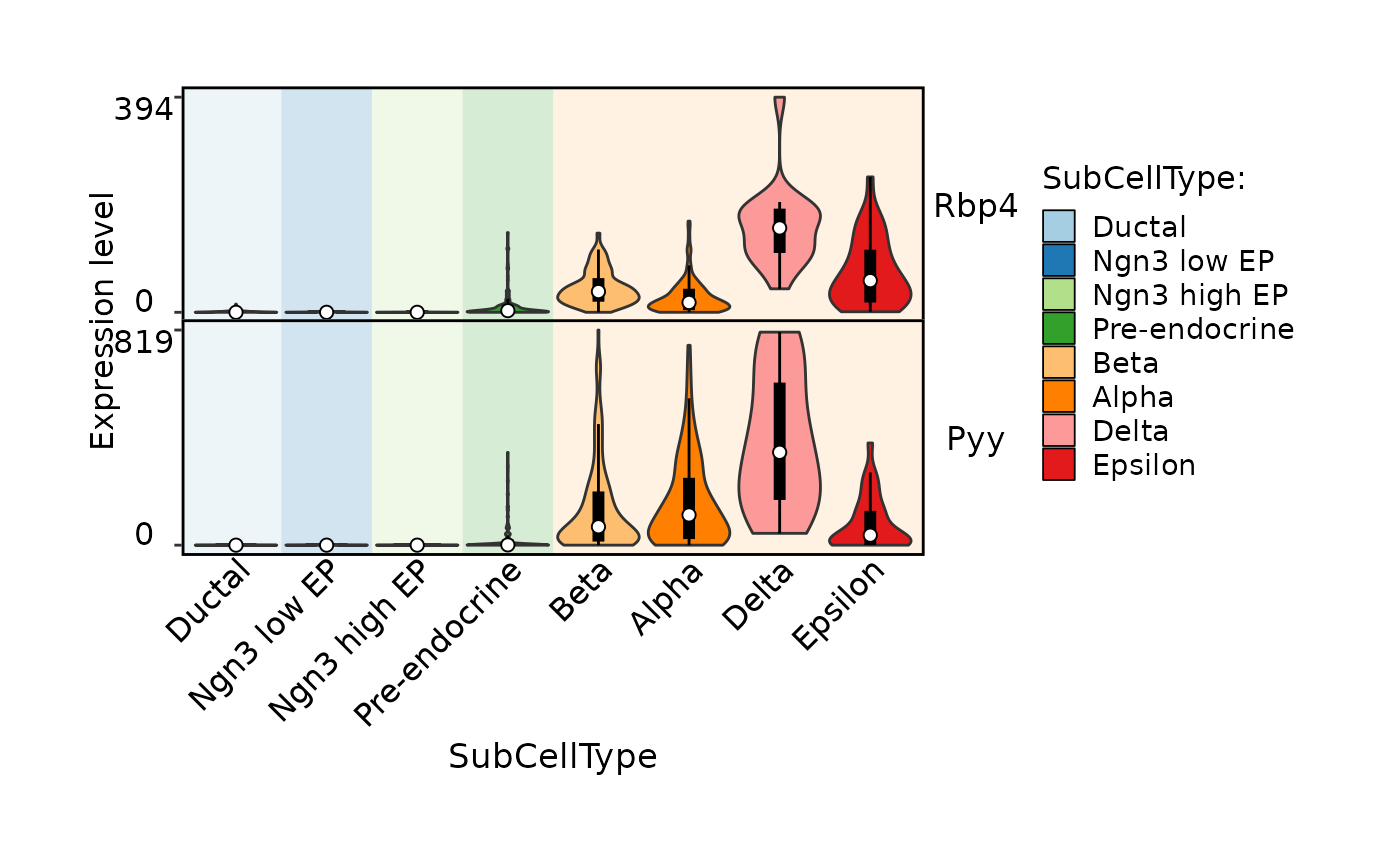 394
0
Rbp4
Expression level
819
0
Pyy
Ductal
Ngn3 low EP
Ngn3 high EP
Pre-endocrine
Beta
Alpha
Delta
Epsilon
SubCellType
SubCellType:
Ductal
Ngn3 low EP
Ngn3 high EP
Pre-endocrine
Beta
Alpha
Delta
Epsilon